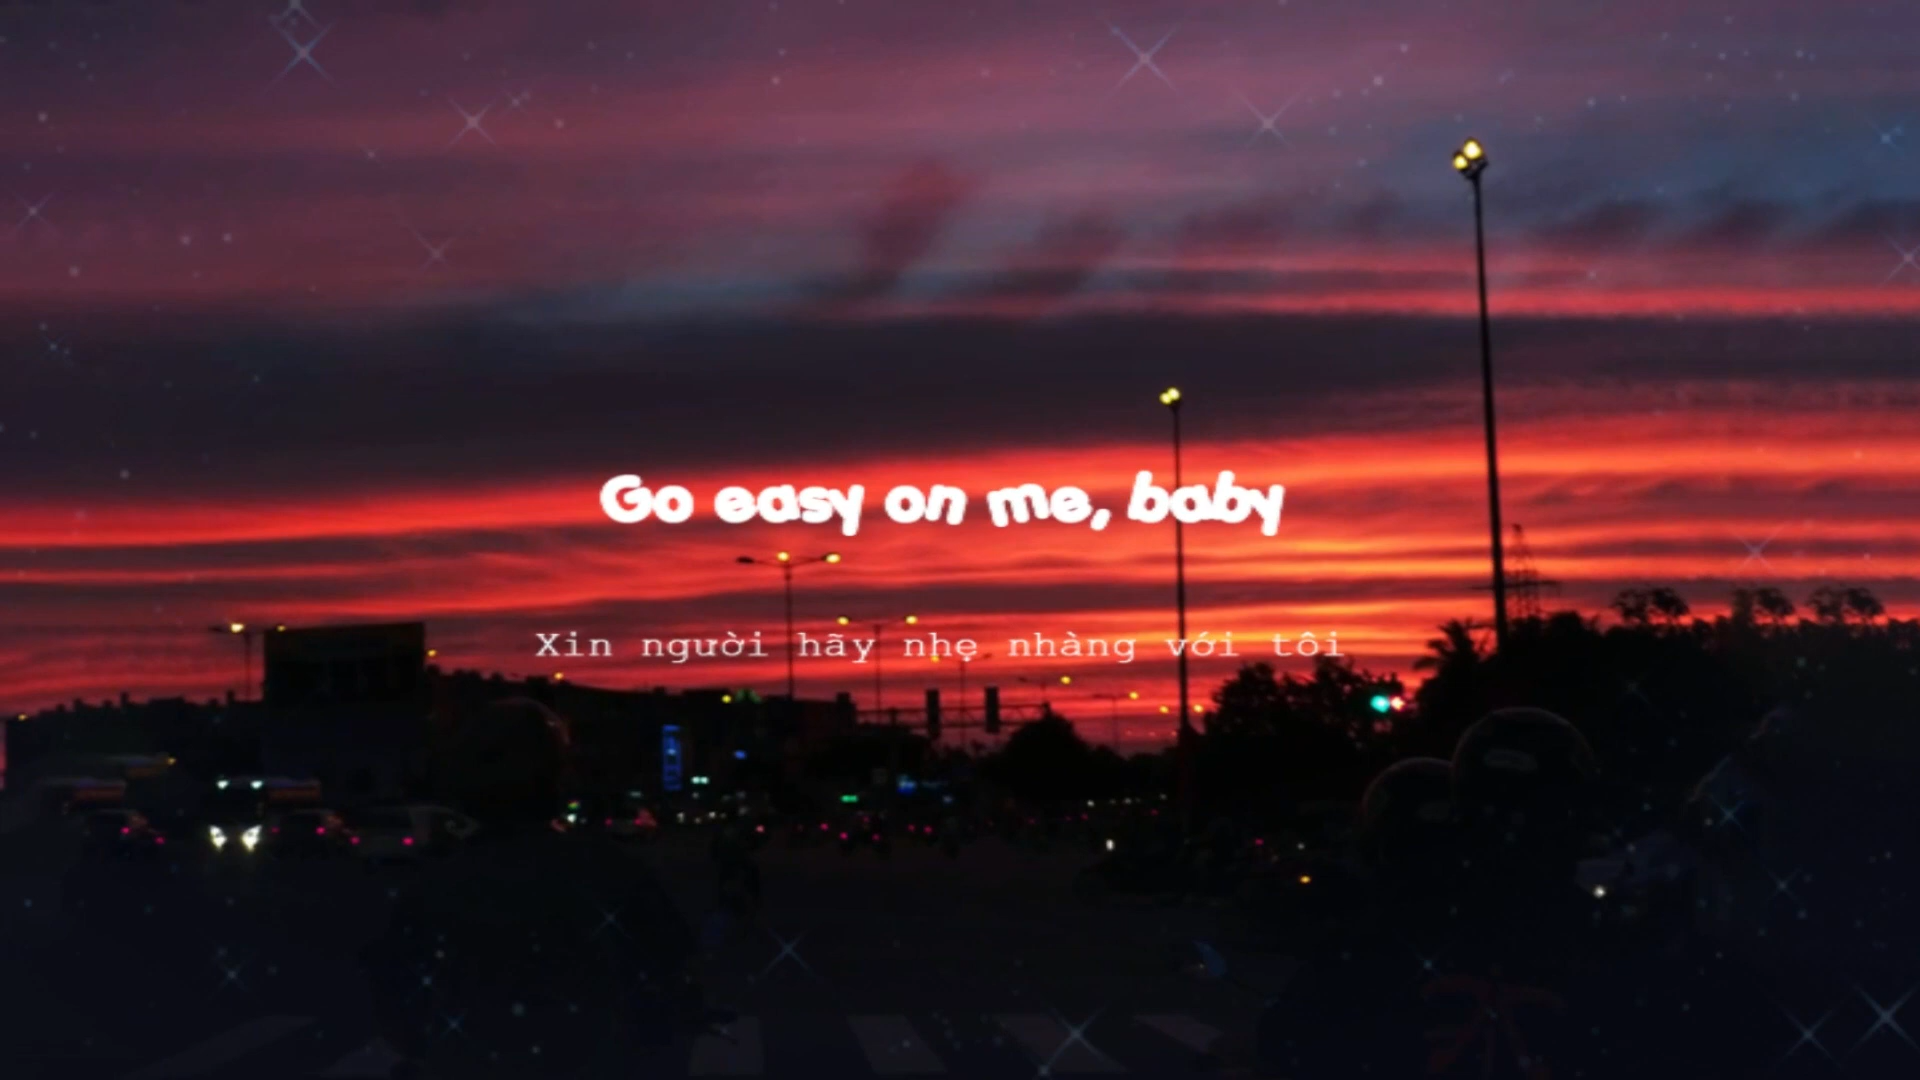 Go easy on me, baby
Xin người hãy nhẹ nhàng với tôi